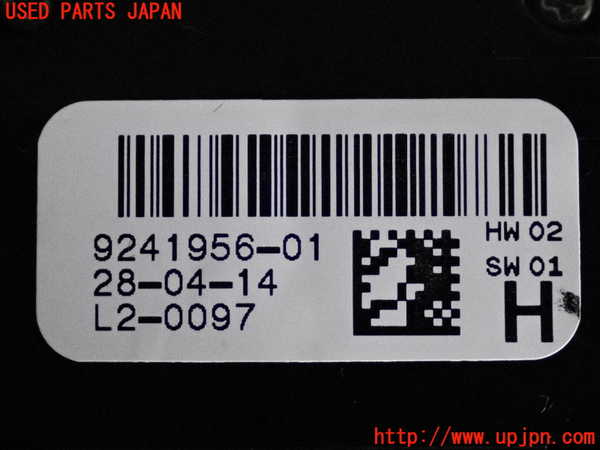 USED PARTS JAPAN
9241956-01
28-04-14
L2-0097
HW 02
SW 01
H
http://www.upjpn.com/